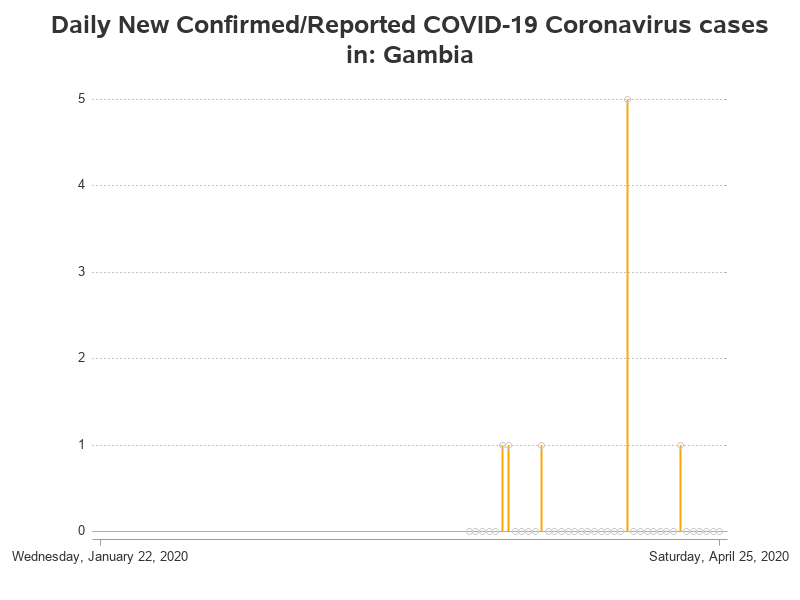 Daily New Confirmed/Reported COVID-19 Coronavirus cases
in: Gambia
5
4
3
2
1
0
Wednesday, January 22, 2020
Saturday, April 25, 2020